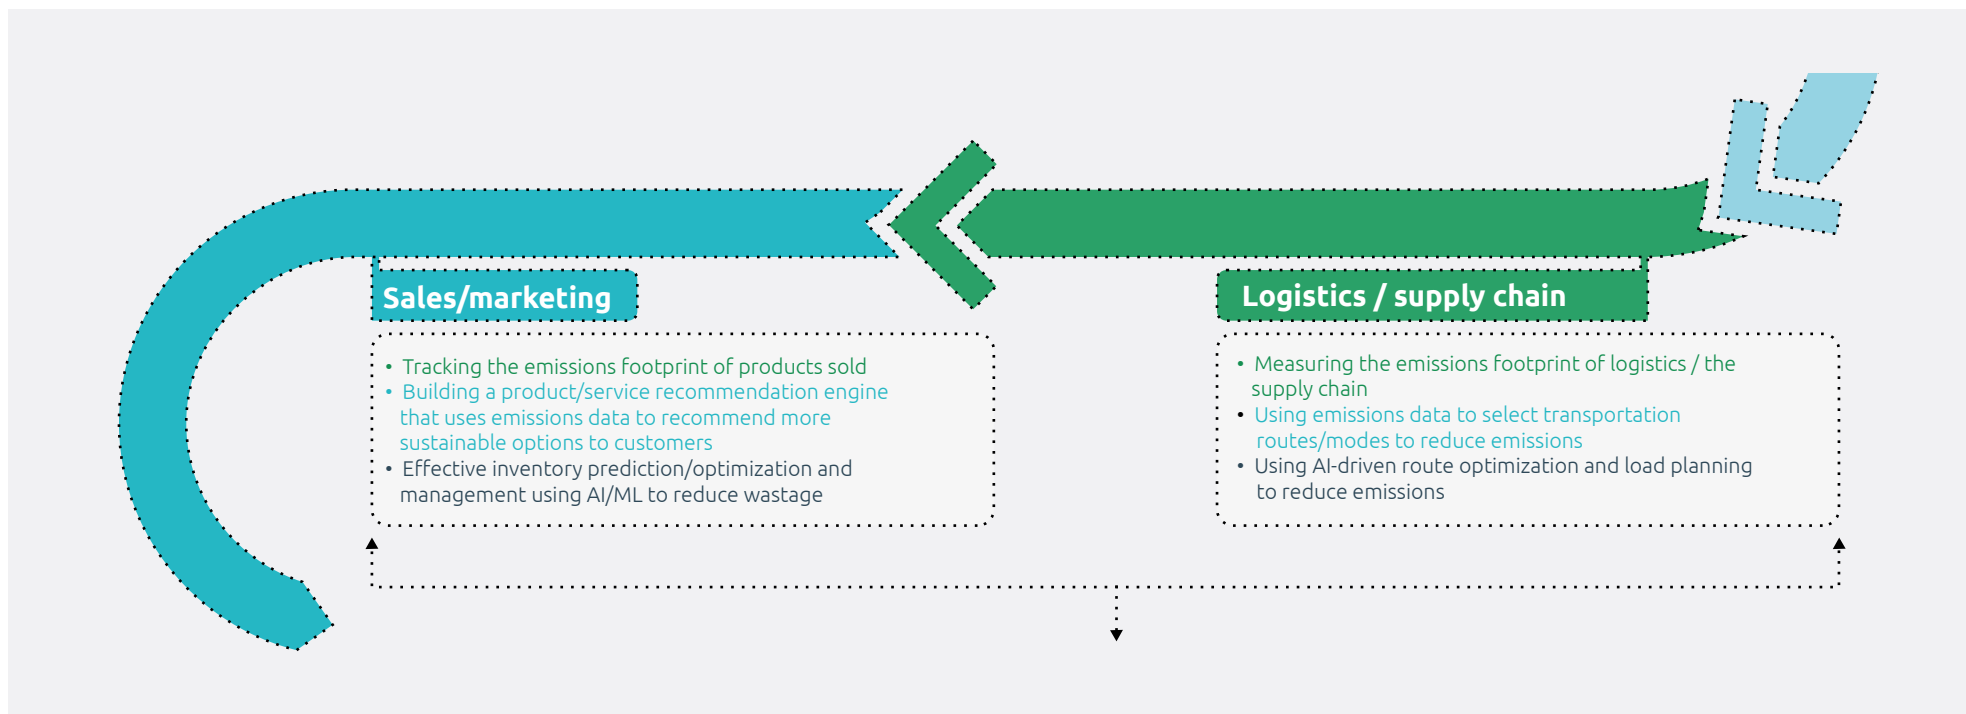 Sales/marketing
• Tracking the emissions footprint of products sold
• Building a product/service recommendation engine
that uses emissions data to recommend more
sustainable options to customers
• Effective inventory prediction/optimization and
management using AI/ML to reduce wastage
Logistics / supply chain
• Measuring the emissions footprint of logistics / the
supply chain
• Using emissions data to select transportation
routes/modes to reduce emissions
• Using AI-driven route optimization and load planning
to reduce emissions